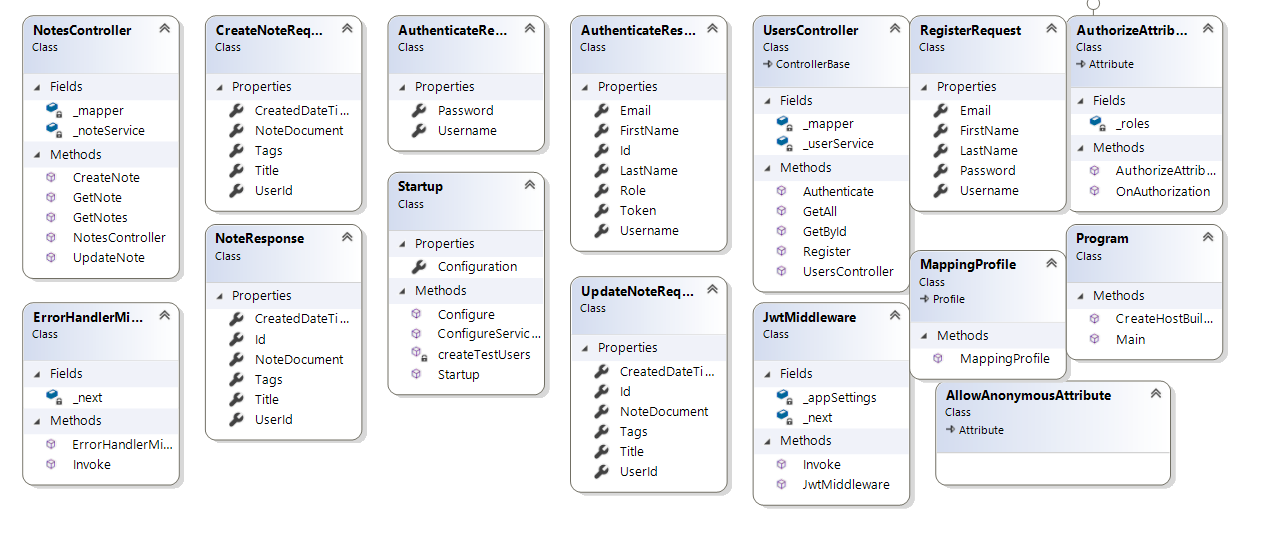 NotesController
Class
Fields
_mapper
_noteService
Methods
CreateNote
GetNote
GetNotes
NotesController
UpdateNote
ErrorHandlerMi...
Class
Fields
_next
Methods
ErrorHandlerMi...
Invoke
CreateNoteReq...
Class
Properties
CreatedDateTi...
NoteDocument
Tags
Title
UserId
NoteResponse
Class
Properties
CreatedDateTi...
Id
NoteDocument
Tags
Title
UserId
AuthenticateRe...
Class
Properties
Password
Username
Startup
Class
Properties
Configuration
Methods
Configure
ConfigureServic...
createTestUsers
Startup
AuthenticateRes...
Class
Properties
Email
FirstName
Id
LastName
Role
Token
Username
UpdateNoteReq...
Class
Properties
CreatedDateTi...
Id
NoteDocument
Tags
Title
UserId
UsersController
Class
ControllerBase
Fields
_mapper
_userService
Methods
Authenticate
GetAll
GetById
Register
UsersController
JwtMiddleware
Class
Fields
_appSettings
_next
Methods
Invoke
JwtMiddleware
RegisterRequest
Class
Properties
Email
FirstName
LastName
Password
Username
MappingProfile
Class
Profile
Methods
MappingProfile
AuthorizeAttrib...
Class
Attribute
Fields
_roles
Methods
AuthorizeAttrib...
OnAuthorization
Program
Class
Methods
CreateHostBuil...
Main
AllowAnonymousAttribute
Class
Attribute